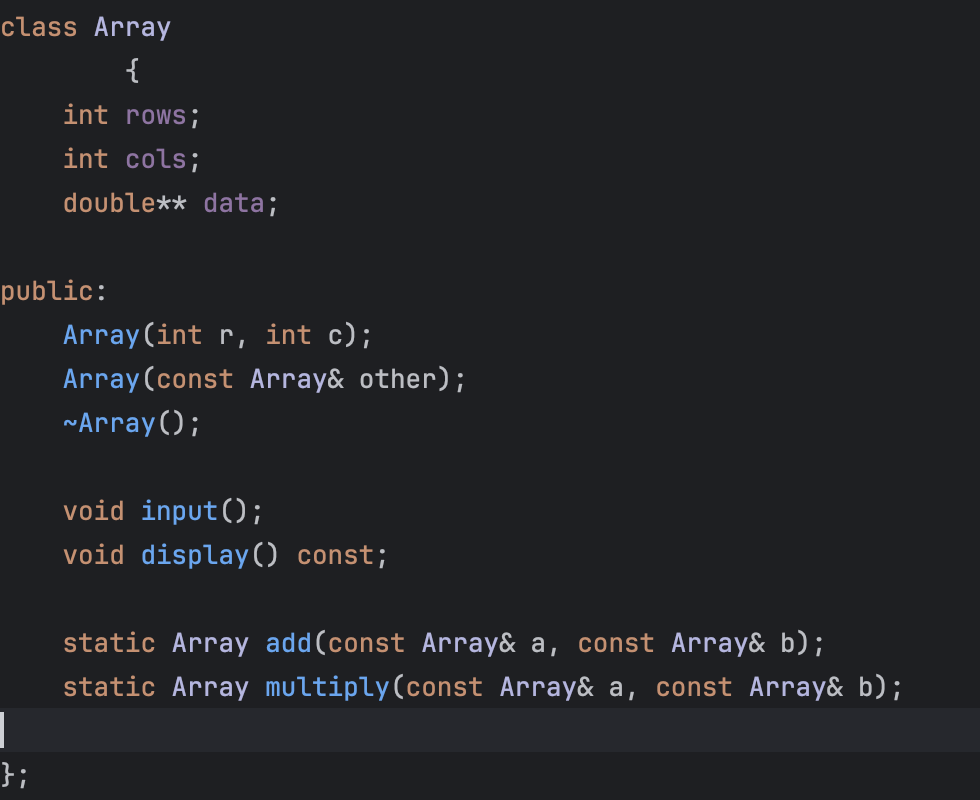 class Array
        {
    int rows;
    int cols;
    double** data;

public:
    Array(int r, int c);
    Array(const Array& other);
    ~Array();

    void input();
    void display() const;

    static Array add(const Array& a, const Array& b);
    static Array multiply(const Array& a, const Array& b);

};